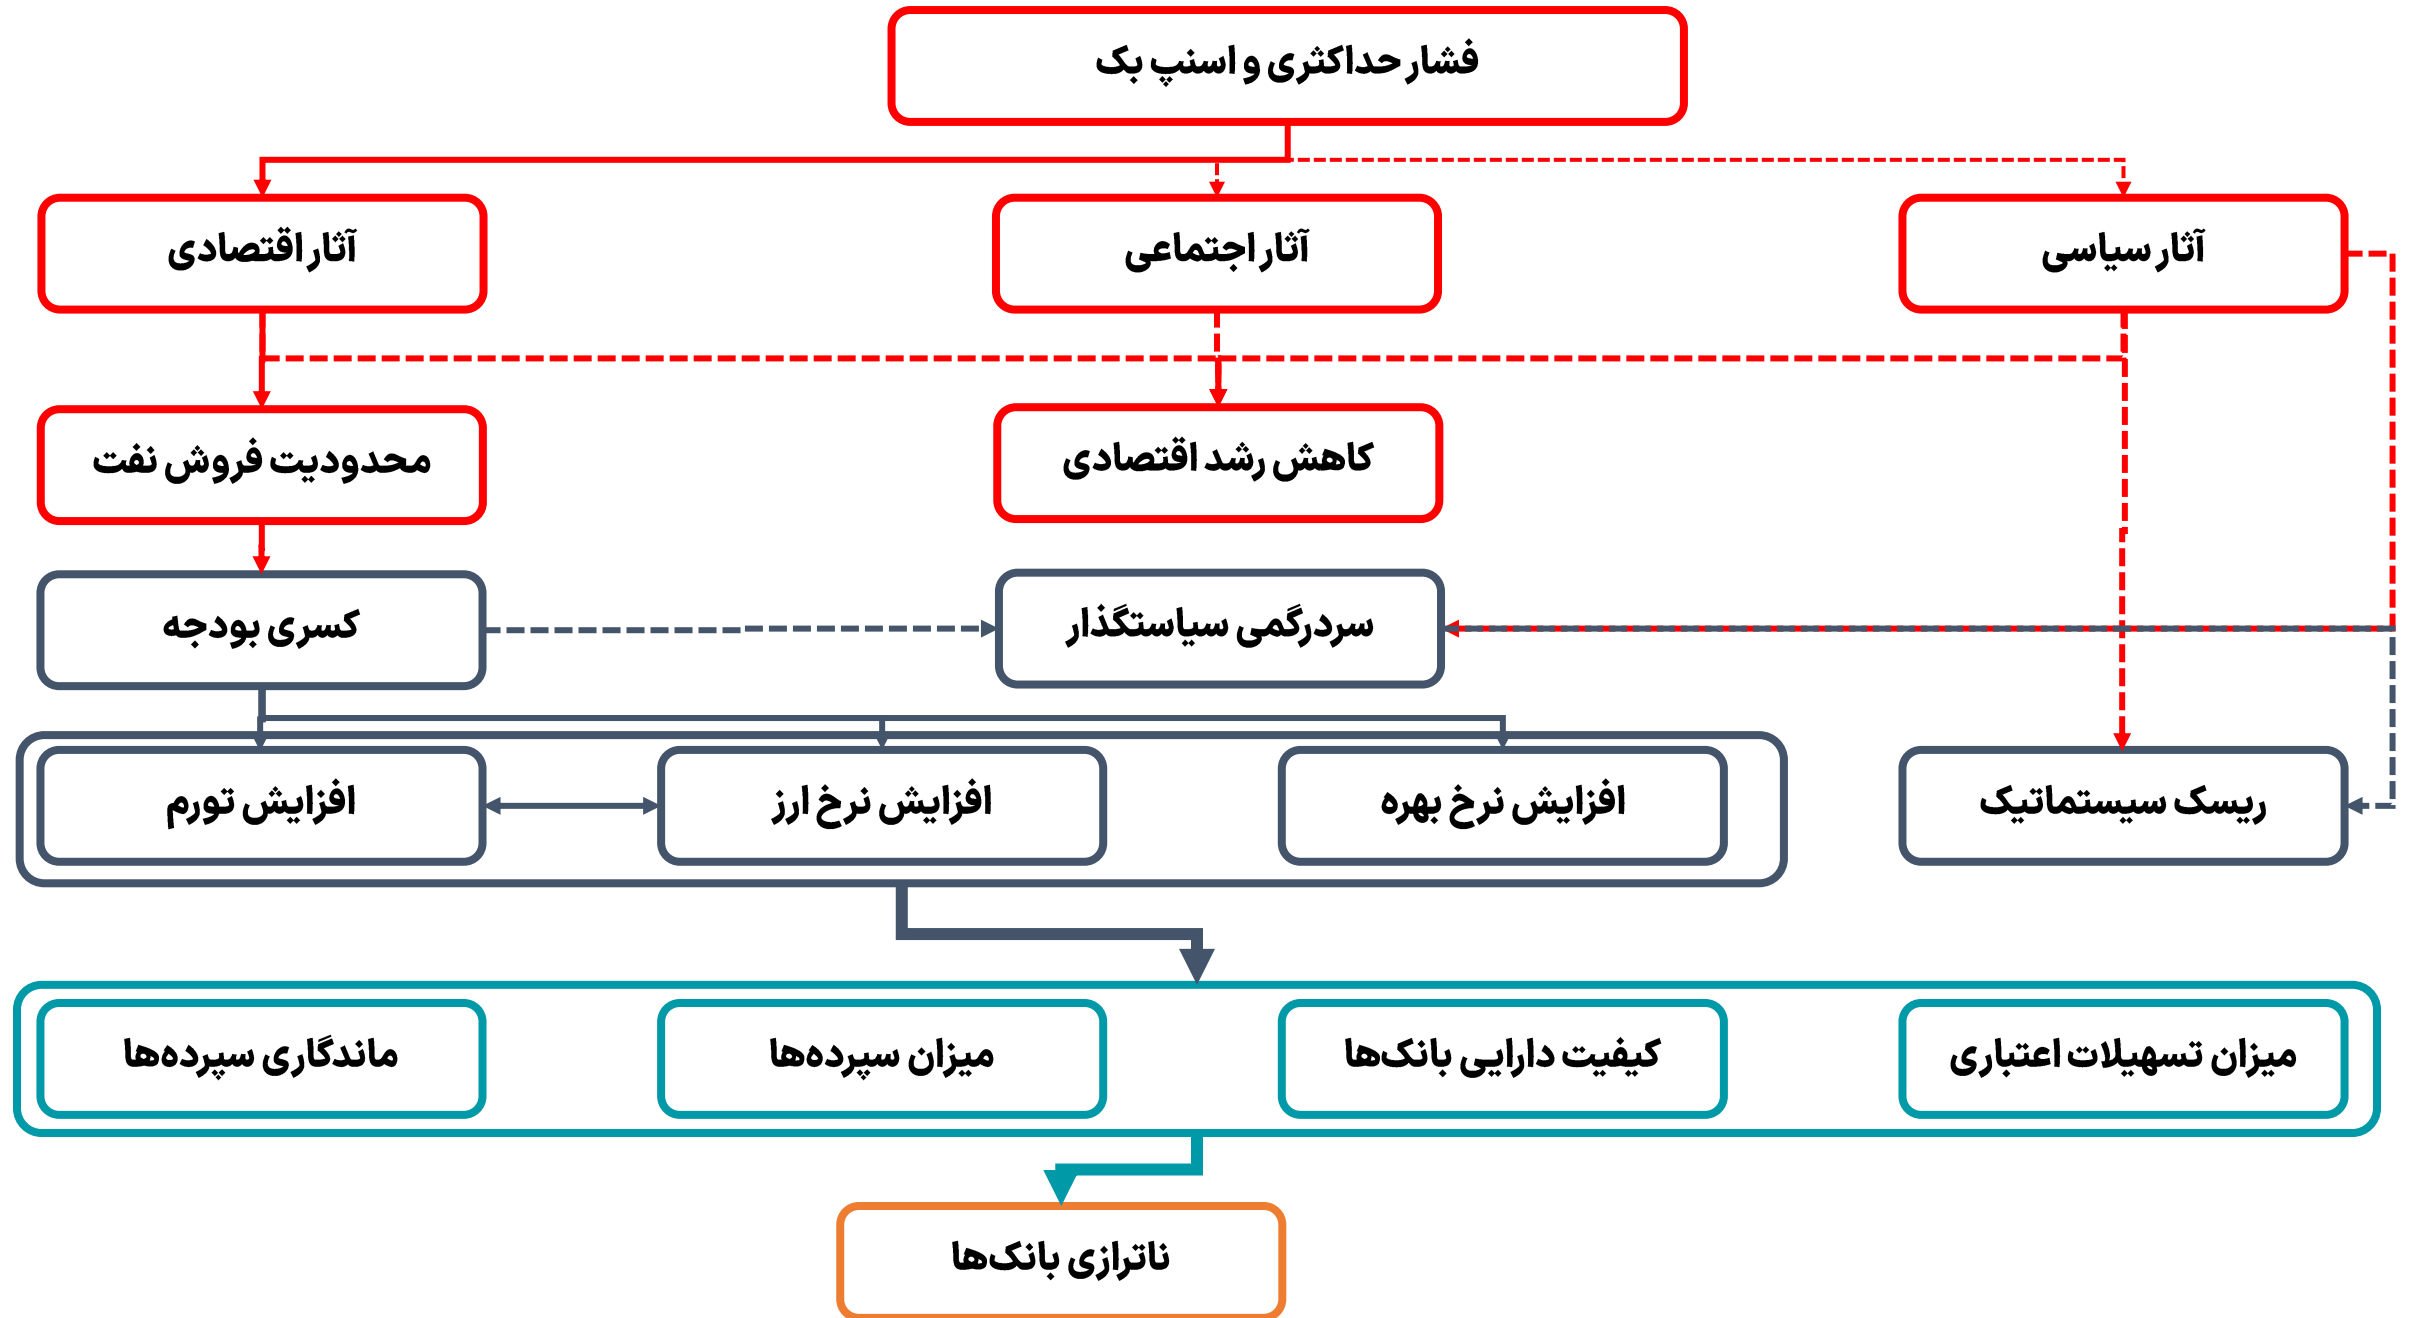 فشار حداکثری و اسنپ بک
آثار سیاسی
آثار اجتماعی
آثار اقتصادی
کاهش رشد اقتصادی
محدودیت فروش نفت
سردرگمی سیاستگذار
کسری بودجه
ریسک سیستماتیک
افزایش نرخ بهره
افزایش نرخ ارز
افزایش تورم
میزان تسهیلات اعتباری
کیفیت دارایی بانک‌ها
میزان سپرده‌ها
ماندگاری سپرده‌ها
ناترازی بانک‌ها